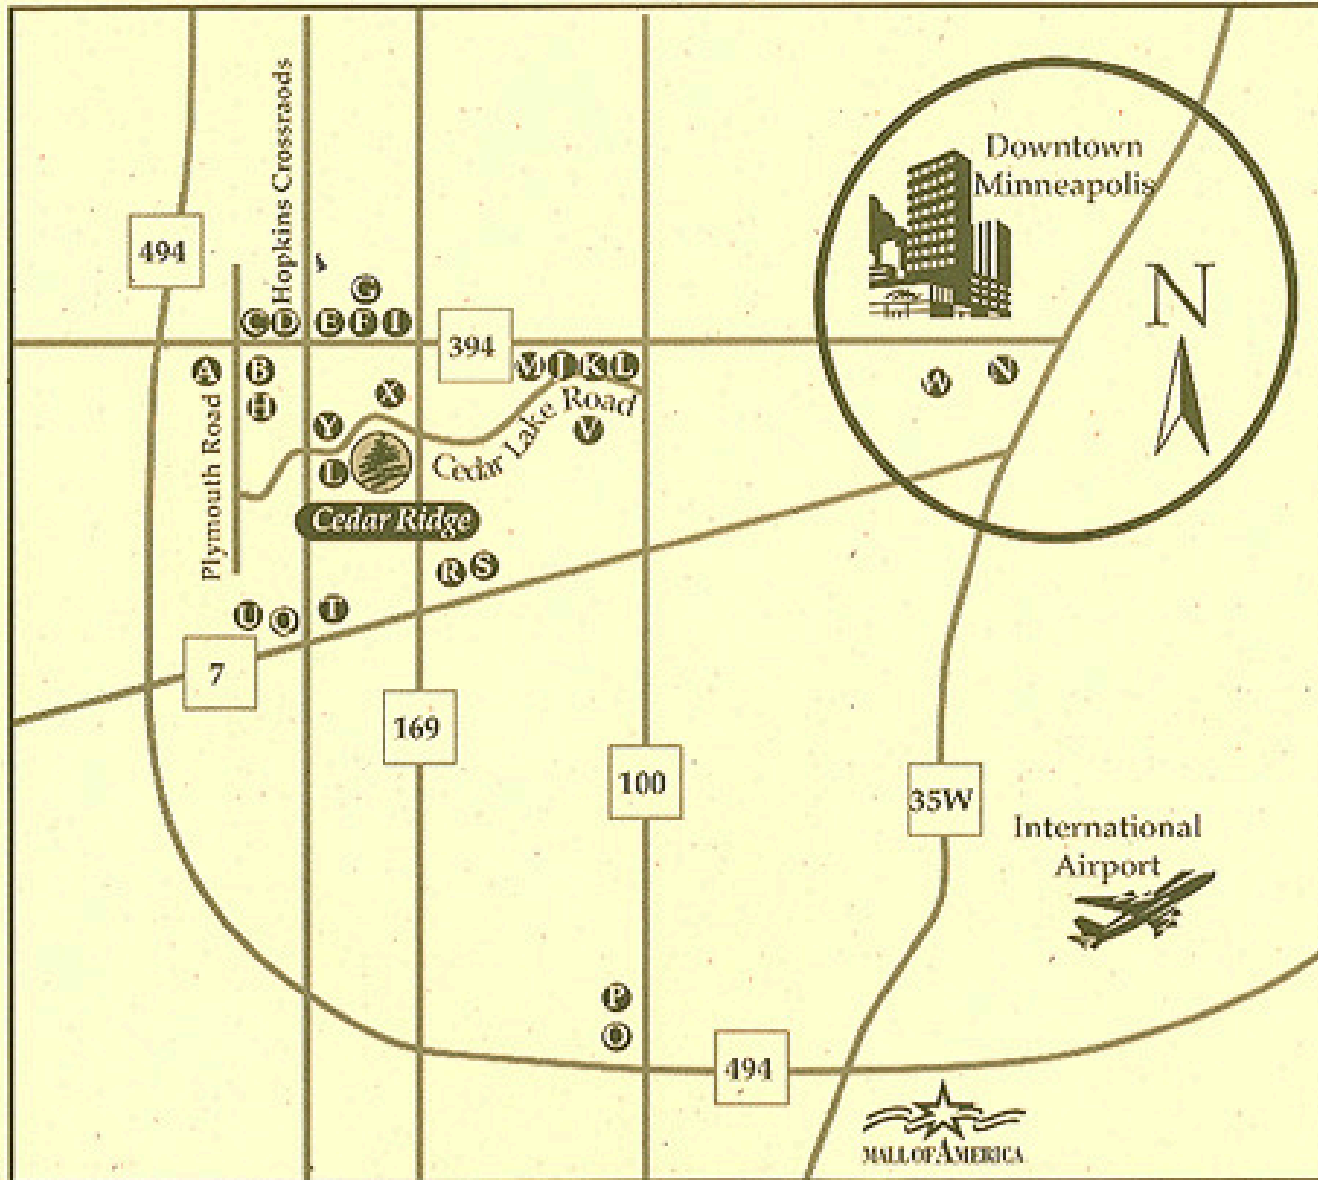 Hopkins Crossraods
Downtown
Minneapolis
494
N
G
C D E F I
394
A B
M J K L
W N
H
X
Y
Cedar Lake Road
V
L
Plymouth Road
Cedar Ridge
R S
U Q T
7
169
100
35W
International
Airport
P
O
494
MALL OF AMERICA